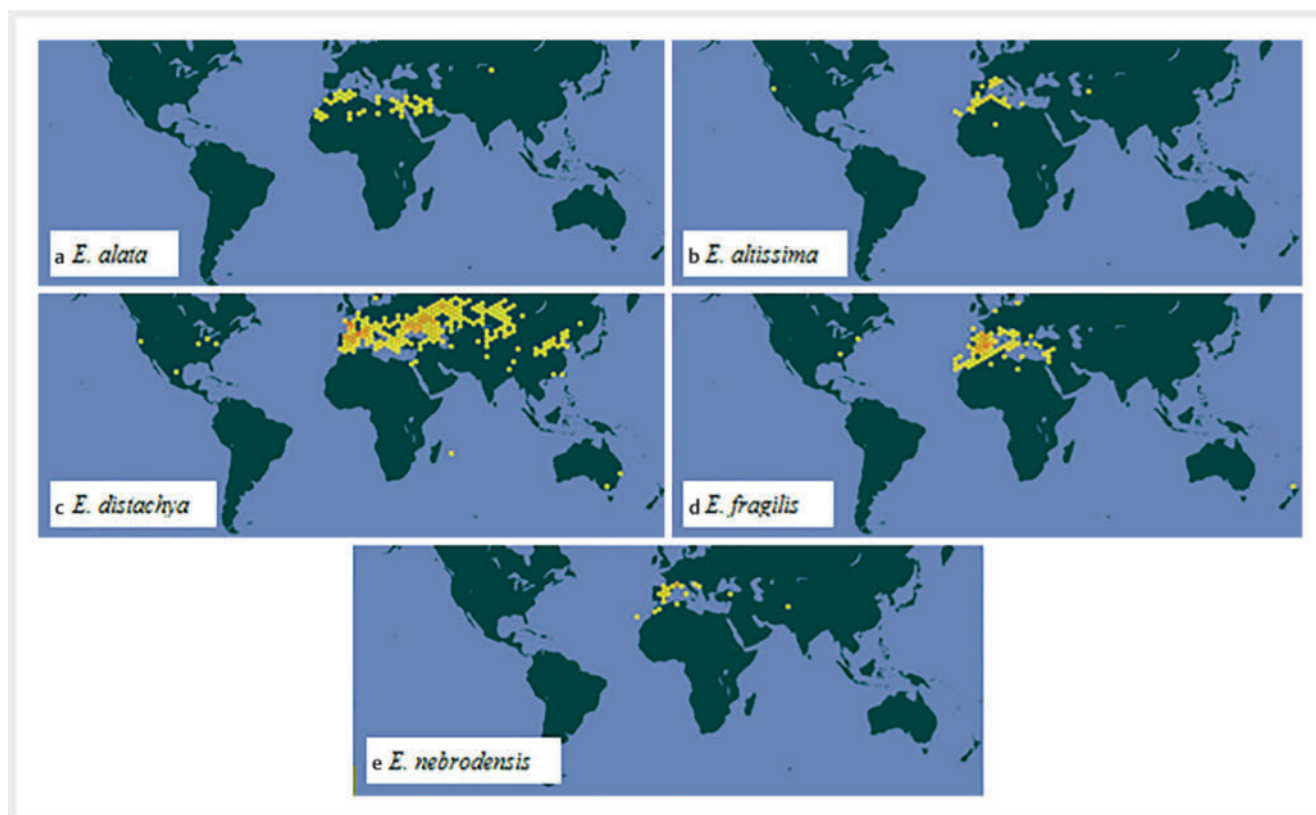 a E. alata
b E. altissima
c E. distachya
d E. fragilis
e E. nebrodensis